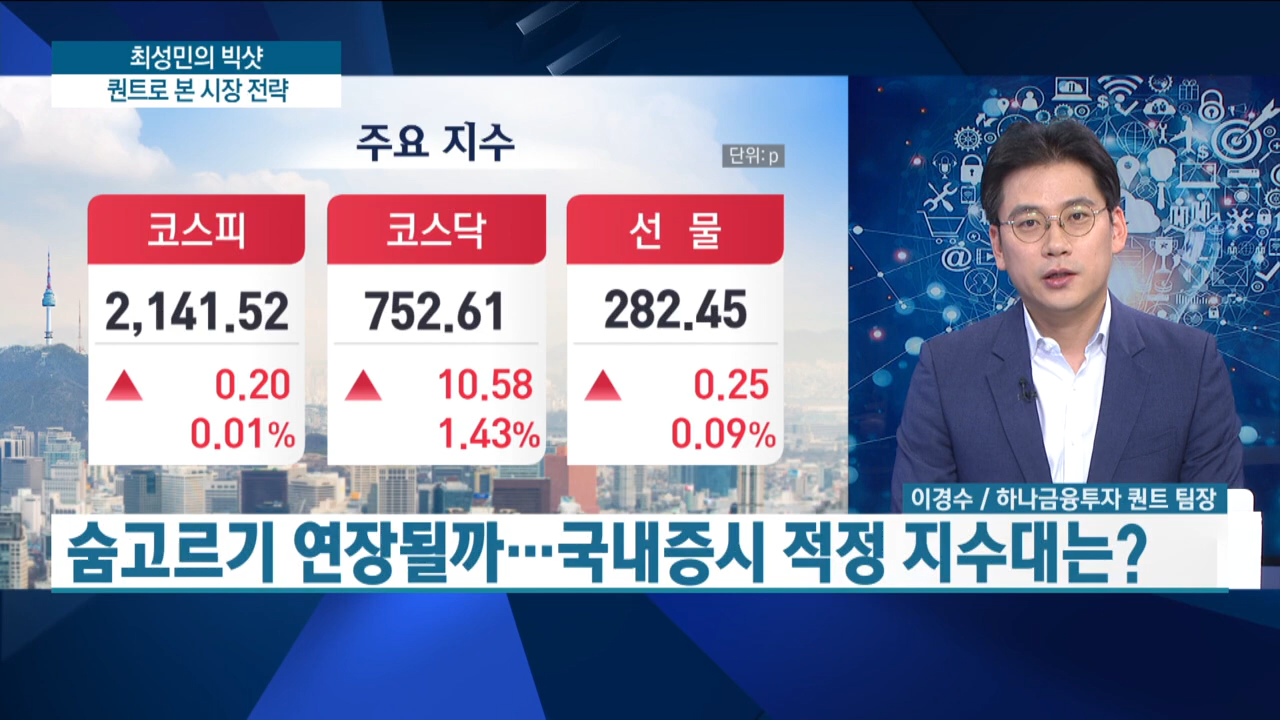 최성민의 빅샷
퀀트로 본 시장 전략
주요 지수
단위:p
코스피
2,141.52
▲ 0.20
0.01%
코스닥
752.61
▲ 10.58
1.43%
선 물
282.45
▲ 0.25
0.09%
이경수 / 하나금융투자 퀀트 팀장
숨고르기 연장될까…국내증시 적정 지수대는?